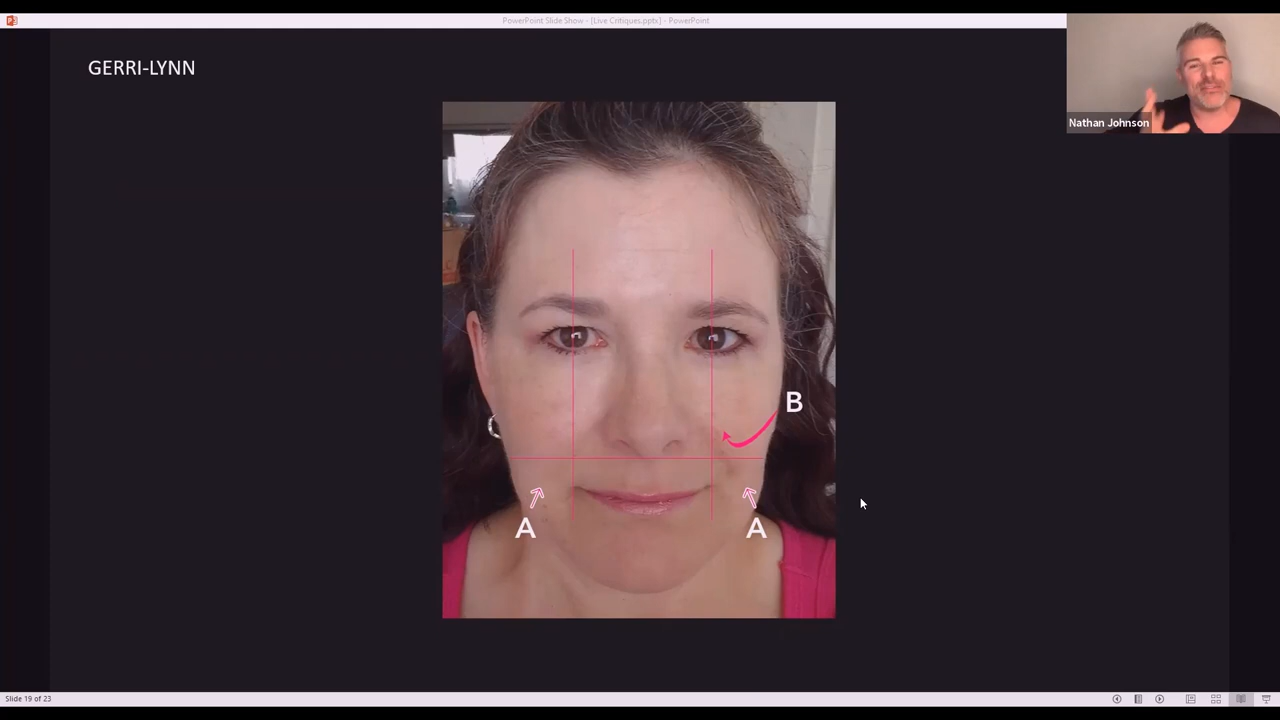 PowerPoint Slide Show - [Live Critiques.pptx] - PowerPoint
GERRI-LYNN
Nathan Johnson
B
A
A
Slide 19 of 23